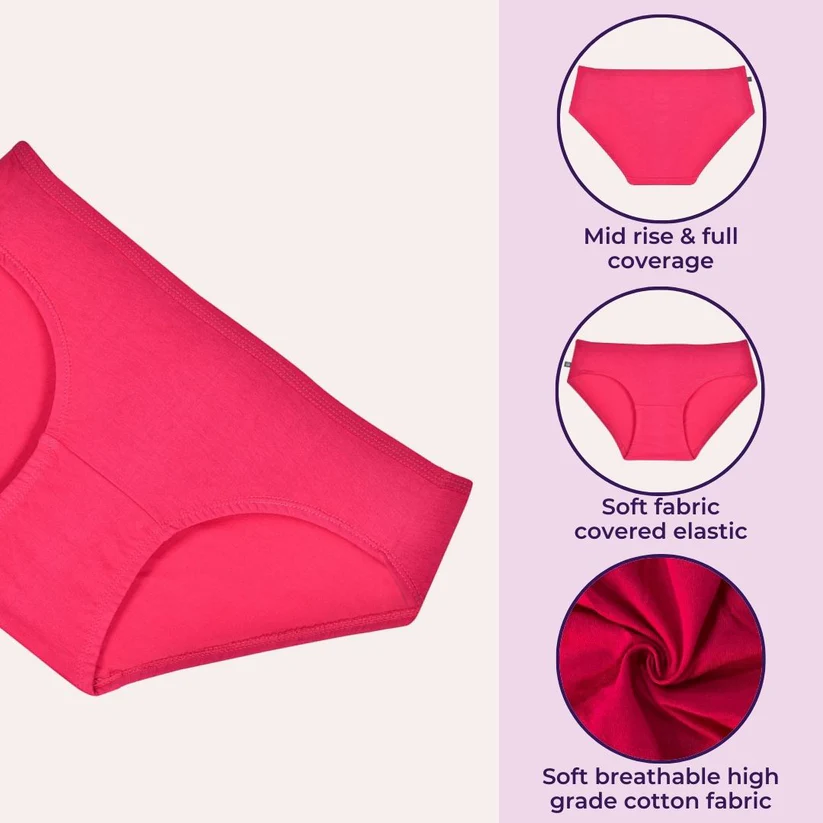 Mid rise & full
coverage
Soft fabric
covered elastic
Soft breathable high
grade cotton fabric